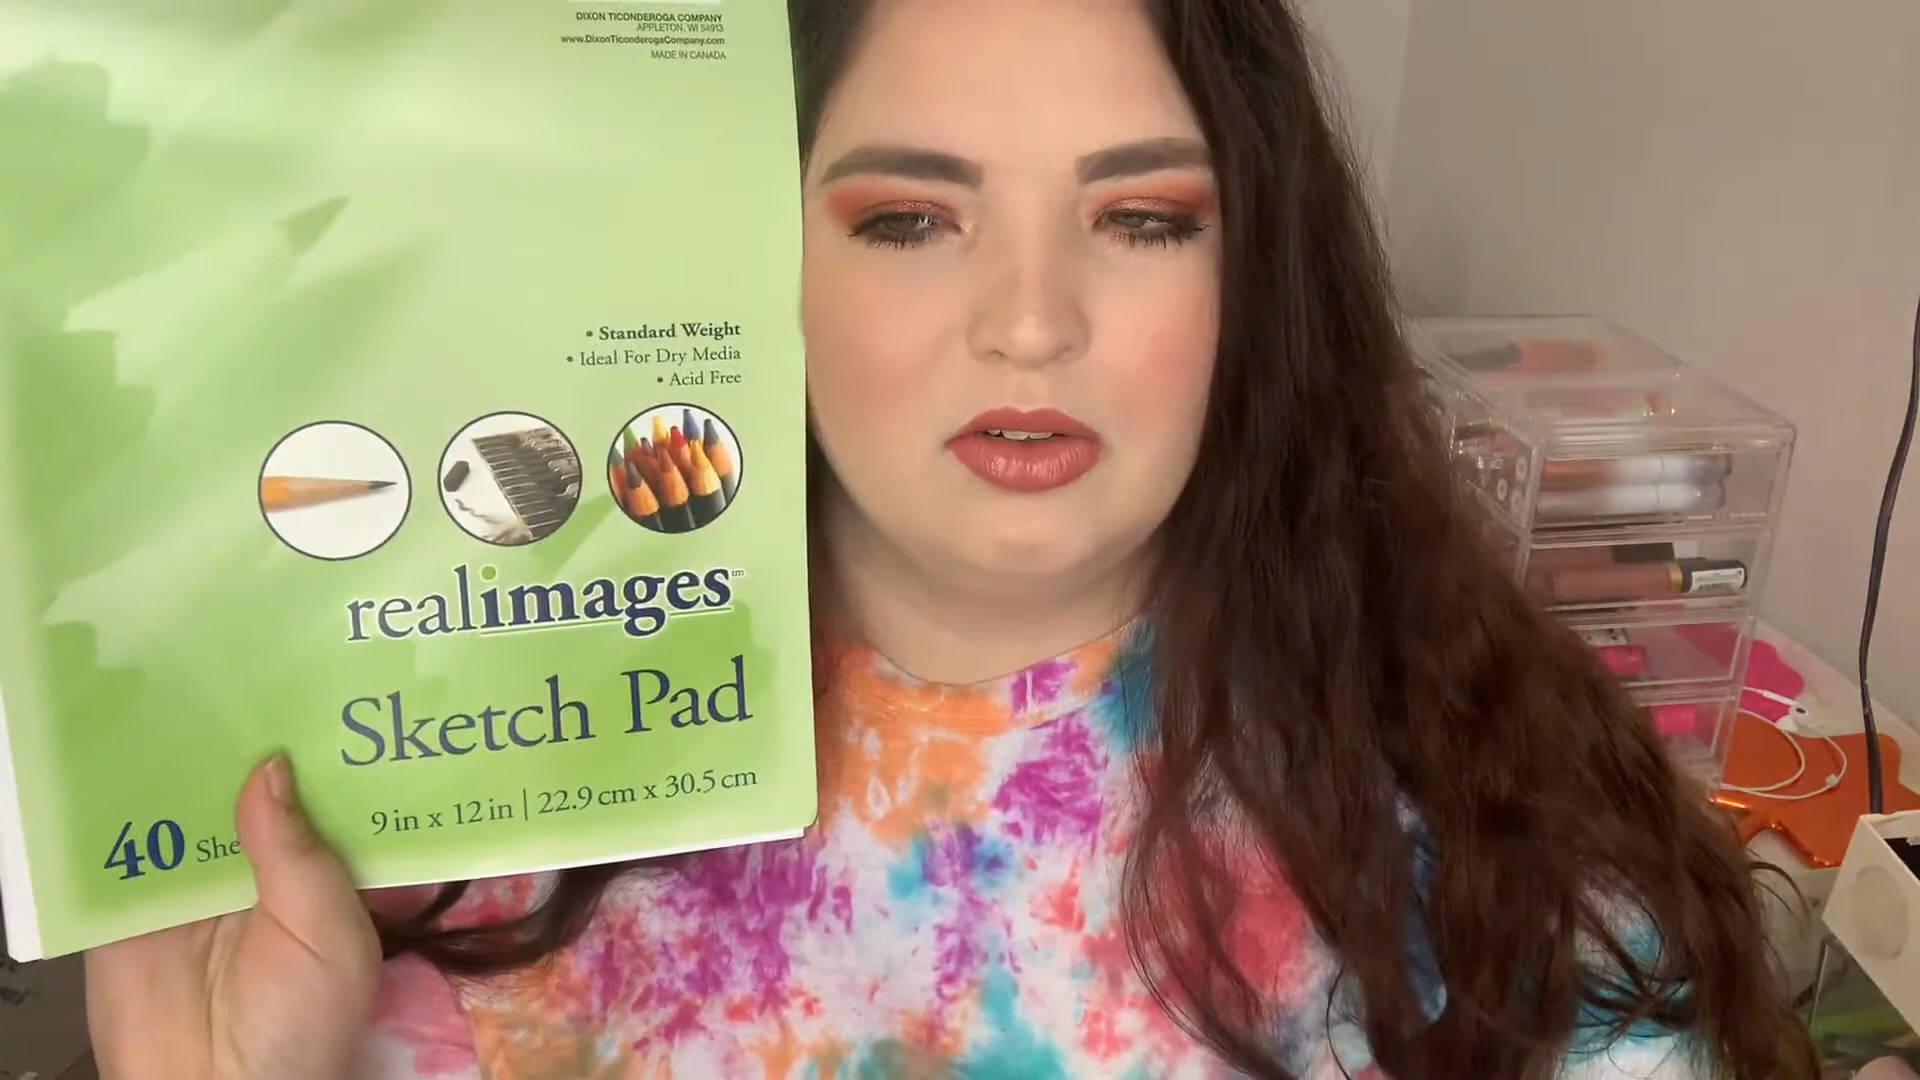 DIXON TICONDEROGA COMPANY
APPLETON, WI 54913
www.DixonTiconderogaCompany.com
MADE IN CANADA
• Standard Weight
• Ideal For Dry Media
• Acid Free
realimages™
Sketch Pad
9 in x 12 in | 22.9 cm x 30.5 cm
40 She